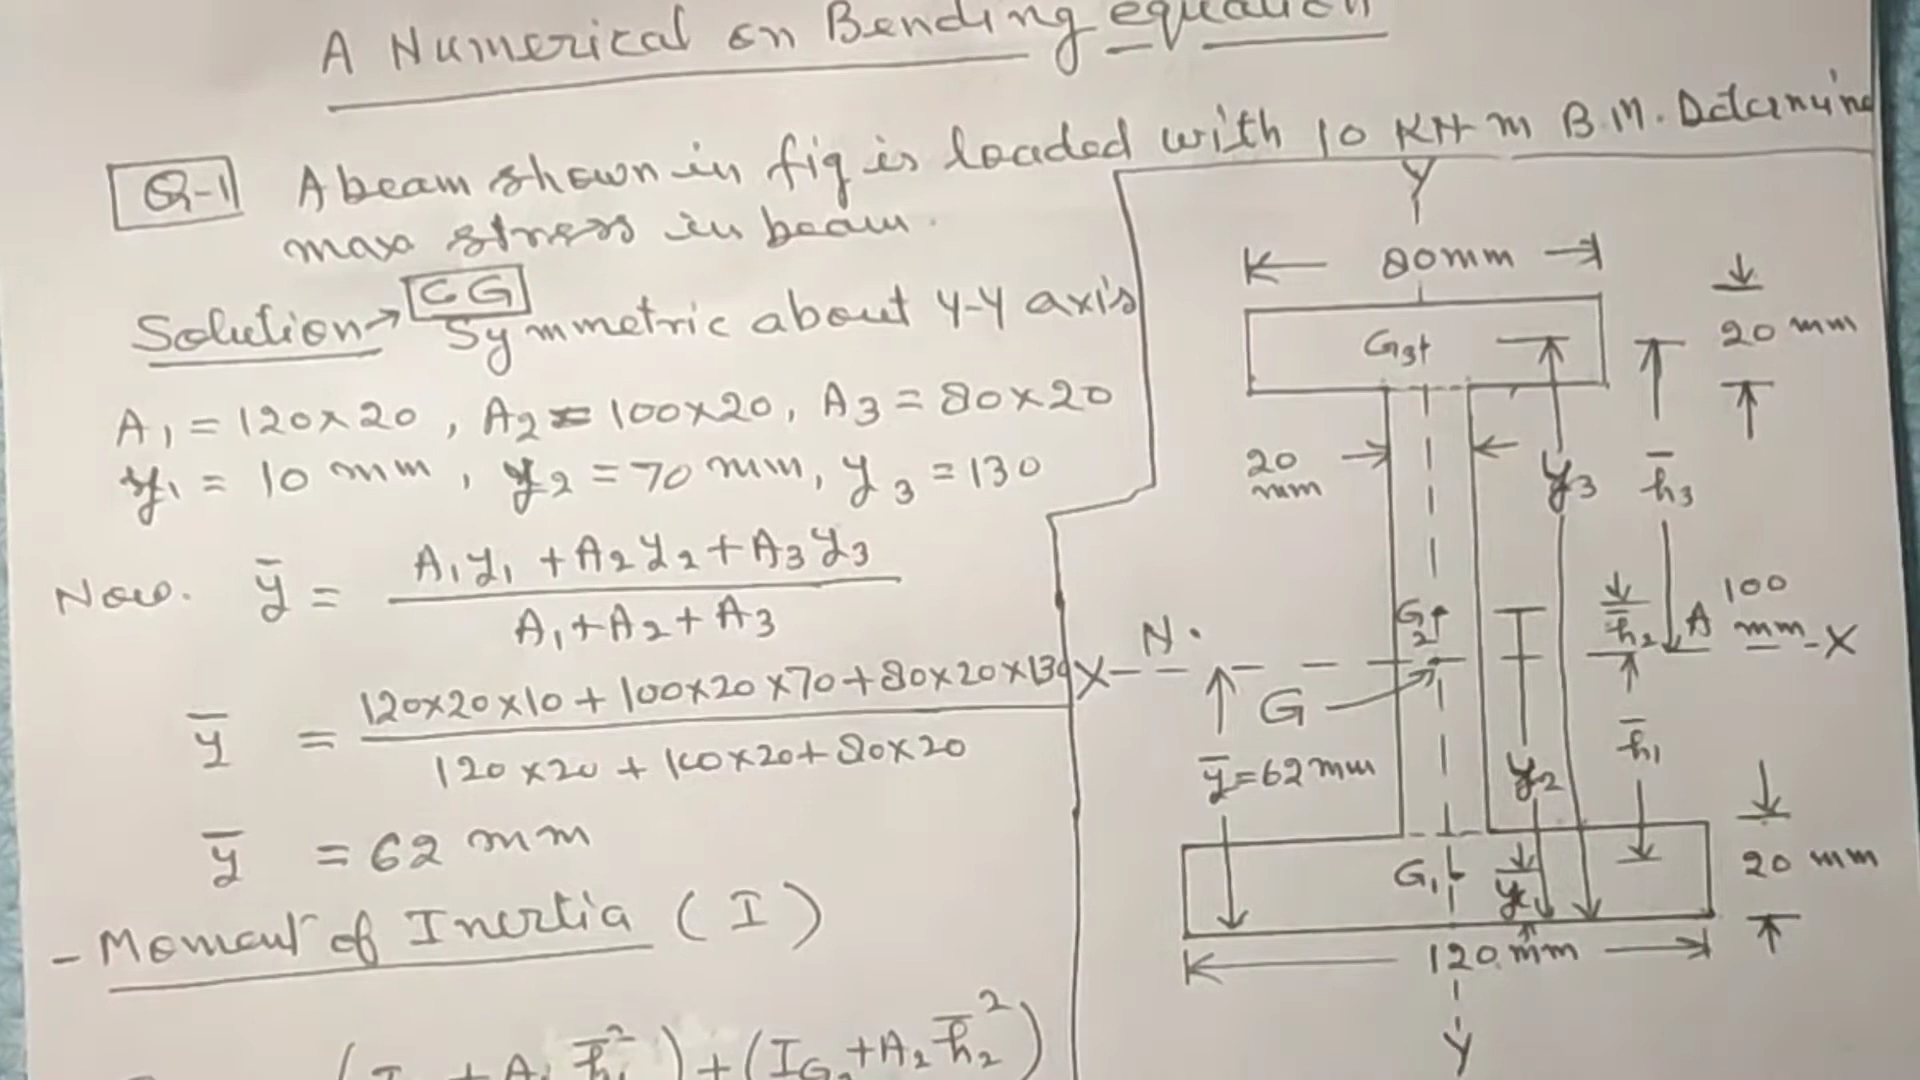 A Numerical on Bending equation
Q-1 A beam shown in fig is loaded with 10 KN-m B.M. Determine
max stress in beam.
Solution → CG
Symmetric about Y-Y axis
A₁ = 120×20, A₂ = 100×20, A₃ = 80×20
y₁ = 10 mm, y₂ = 70 mm, y₃ = 130
Now. ȳ = A₁y₁ + A₂y₂ + A₃y₃
A₁ + A₂ + A₃
ȳ = 120×20×10 + 100×20×70 + 80×20×130
120×20 + 100×20 + 80×20
ȳ = 62 mm
- Moment of Inertia (I)
+ A₁ h̄₁²) + (IG₂ + A₂ h̄₂²)
Y
80mm
20 mm
G₃
20 mm
y₃
h̄₃
100 mm
G₂
h̄₂
X N. A X
G
ȳ = 62 mm
y₂
h̄₁
G₁
y₁
20 mm
120 mm
Y